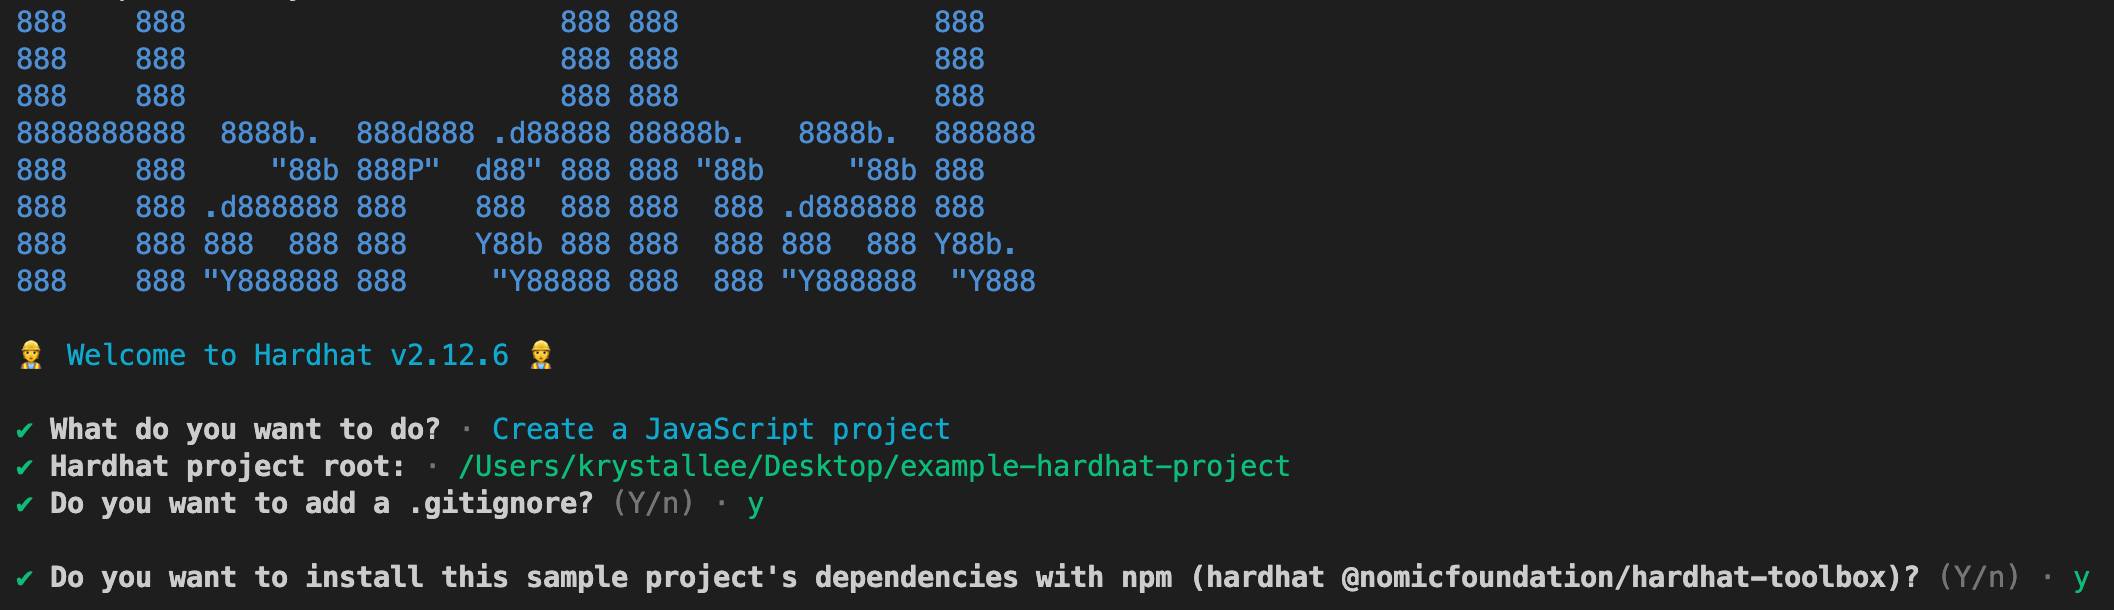 888    888                      888 888               888
888    888                      888 888               888
888    888                      888 888               888
8888888888  8888b.  888d888 .d88888 88888b.   8888b.  888888
888    888     "88b 888P"  d88" 888 888 "88b     "88b 888
888    888 .d888888 888    888  888 888  888 .d888888 888
888    888 888  888 888    Y88b 888 888  888 888  888 Y88b.
888    888 "Y888888 888     "Y88888 888  888 "Y888888  "Y888
👷 Welcome to Hardhat v2.12.6 👷
✔ What do you want to do? · Create a JavaScript project
✔ Hardhat project root: · /Users/krystallee/Desktop/example-hardhat-project
✔ Do you want to add a .gitignore? (Y/n) · y
✔ Do you want to install this sample project's dependencies with npm (hardhat @nomicfoundation/hardhat-toolbox)? (Y/n) · y